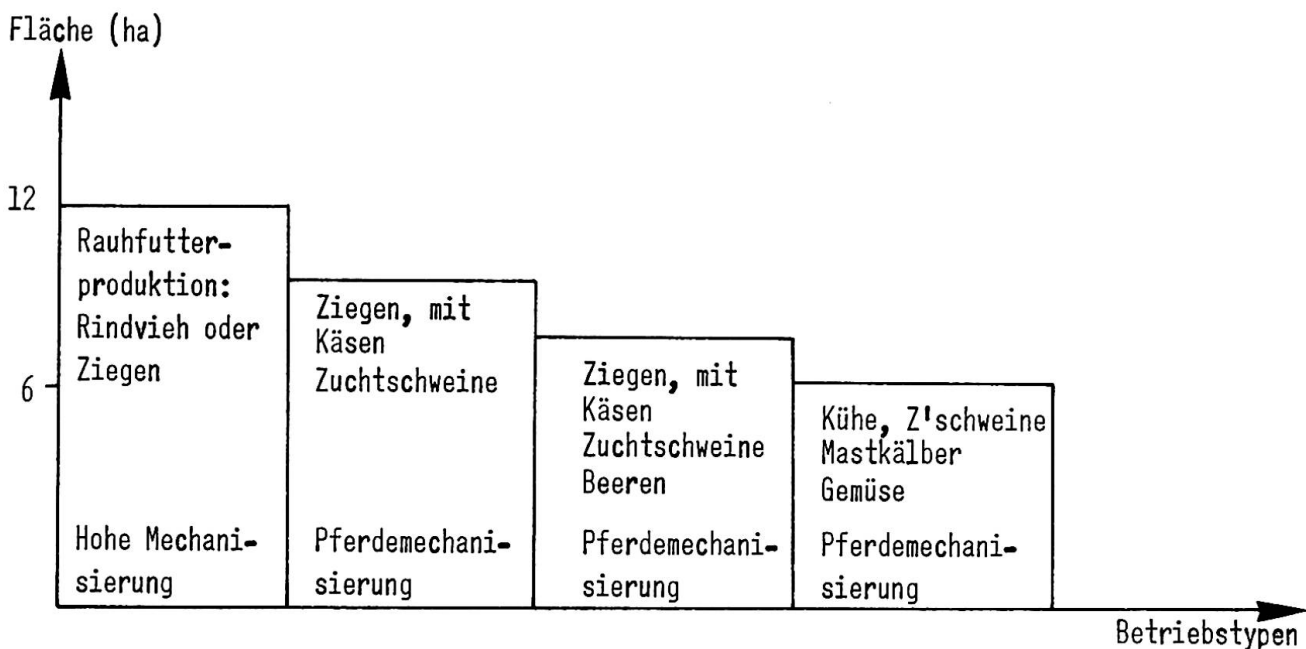 Fläche (ha)
12
6
Rauhfutter-
produktion:
Rindvieh oder
Ziegen
Hohe Mechani-
sierung
Ziegen, mit
Käsen
Zuchtschweine
Pferdemechani-
sierung
Ziegen, mit
Käsen
Zuchtschweine
Beeren
Pferdemechani-
sierung
Kühe, Z'schweine
Mastkälber
Gemüse
Pferdemechani-
sierung
Betriebstypen